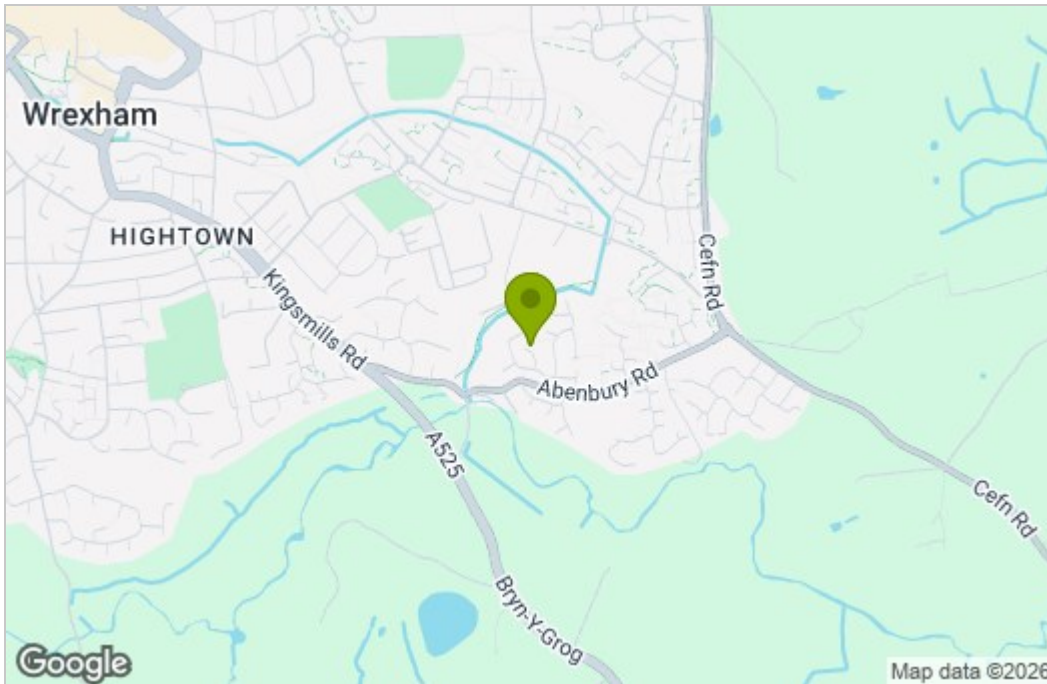 Wrexham
HIGHTOWN
Kingsmills Rd
Cefn Rd
Abenbury Rd
A525
Cefn Rd
Bryn-Y-Grog
Google
Map data ©2026